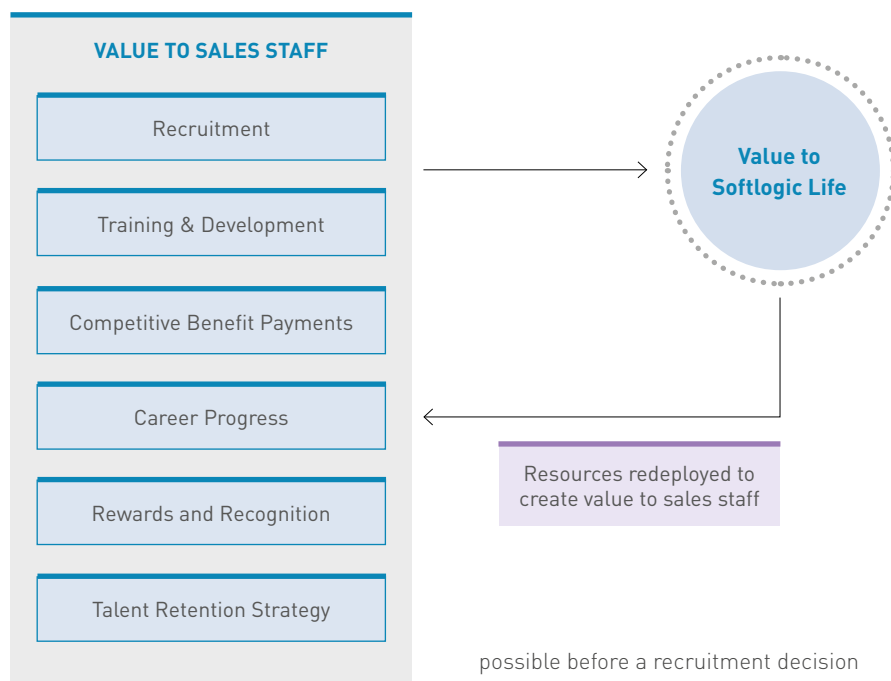 VALUE TO SALES STAFF
Recruitment
Training & Development
Competitive Benefit Payments
Career Progress
Rewards and Recognition
Talent Retention Strategy
Value to
Softlogic Life
Resources redeployed to
create value to sales staff
possible before a recruitment decision